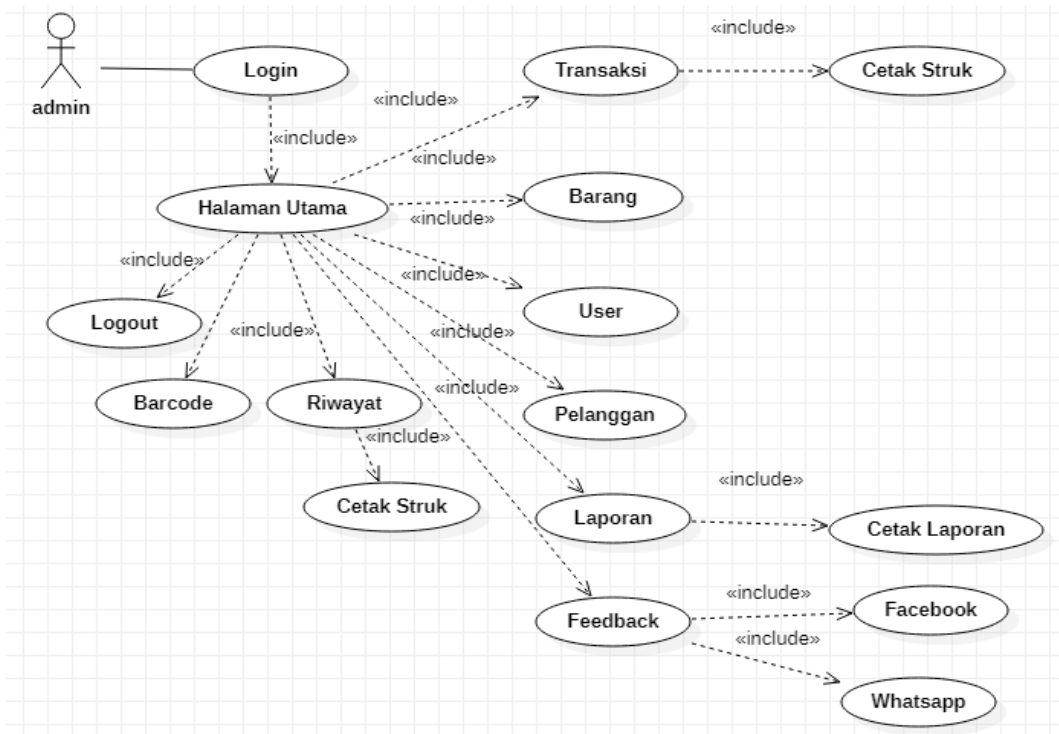 «include»
Login
Transaksi
Cetak Struk
«include»
admin
«include»
«include»
Barang
Halaman Utama
«include»
«include»
«include»
User
Logout
«include»
«include»
«include»
Barcode
Riwayat
Pelanggan
«include»
«include»
Cetak Struk
Laporan
Cetak Laporan
«include»
Facebook
Feedback
«include»
Whatsapp